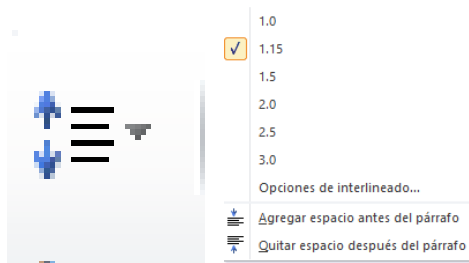 1.0
1.15
1.5
2.0
2.5
3.0
Opciones de interlineado...
Agregar espacio antes del párrafo
Quitar espacio después del párrafo